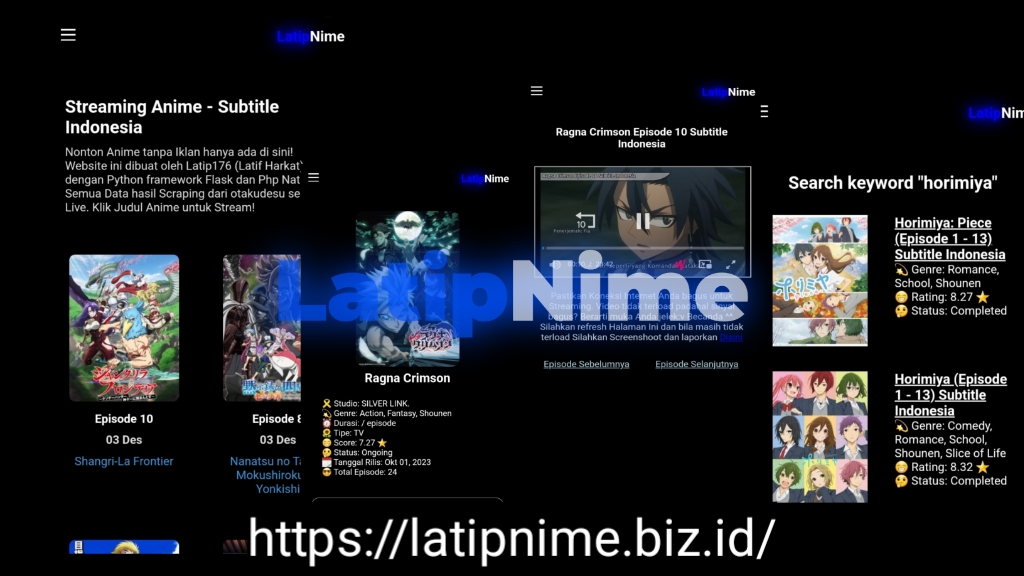 LatipNime
Streaming Anime - Subtitle
Indonesia
Nonton Anime tanpa Iklan hanya ada di sini!
Website ini dibuat oleh Latip176 (Latif Harkat)
dengan Python framework Flask dan Php Nat
Semua Data hasil Scraping dari otakudesu se
Live. Klik Judul Anime untuk Stream!
Episode 10
03 Des
Shangri-La Frontier
Episode 8
03 Des
Nanatsu no Ta
Mokushiroku
Yonkishi
LatipNime
Ragna Crimson
Studio: SILVER LINK.
Genre: Action, Fantasy, Shounen
Durasi: / episode
Tipe: TV
Score: 7.27
Status: Ongoing
Tanggal Rilis: Okt 01, 2023
Total Episode: 24
LatipNime
Ragna Crimson Episode 10 Subtitle
Indonesia
10
Pastikan Koneksi Internet Anda bagus untuk
Streaming. Video tidak terload padahal sinyal
bagus? Berarti muka Anda jelek:v Becanda ^^
Silahkan refresh Halaman Ini dan bila masih tidak
terload Silahkan Screenshoot dan laporkan
Episode Sebelumnya
Episode Selanjutnya
LatipNim
Search keyword "horimiya"
Horimiya: Piece
(Episode 1 - 13)
Subtitle Indonesia
Genre: Romance,
School, Shounen
Rating: 8.27
Status: Completed
Horimiya (Episode
1 - 13) Subtitle
Indonesia
Genre: Comedy,
Romance, School,
Shounen, Slice of Life
Rating: 8.32
Status: Completed
LatipNime
https://latipnime.biz.id/